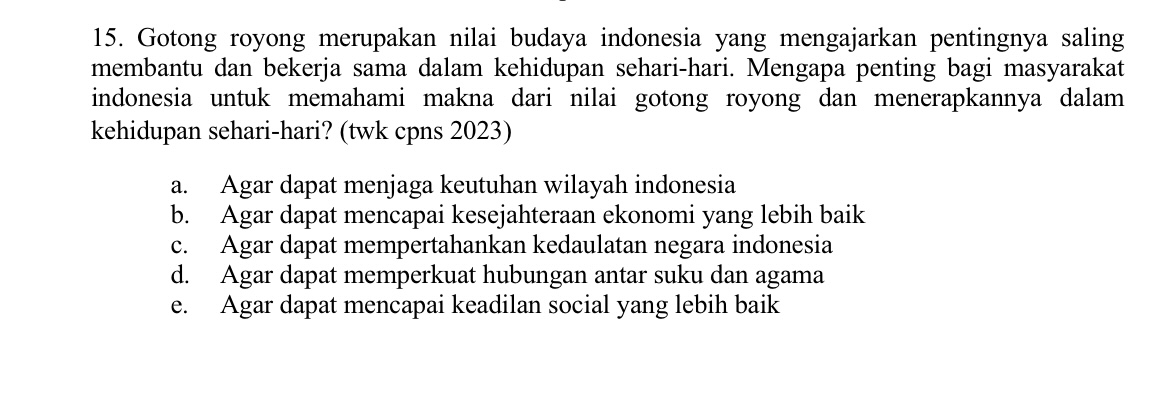 15. Gotong royong merupakan nilai budaya indonesia yang mengajarkan pentingnya saling
membantu dan bekerja sama dalam kehidupan sehari-hari. Mengapa penting bagi masyarakat
indonesia untuk memahami makna dari nilai gotong royong dan menerapkannya dalam
kehidupan sehari-hari? (twk cpns 2023)
a. Agar dapat menjaga keutuhan wilayah indonesia
b. Agar dapat mencapai kesejahteraan ekonomi yang lebih baik
c. Agar dapat mempertahankan kedaulatan negara indonesia
d. Agar dapat memperkuat hubungan antar suku dan agama
e. Agar dapat mencapai keadilan social yang lebih baik